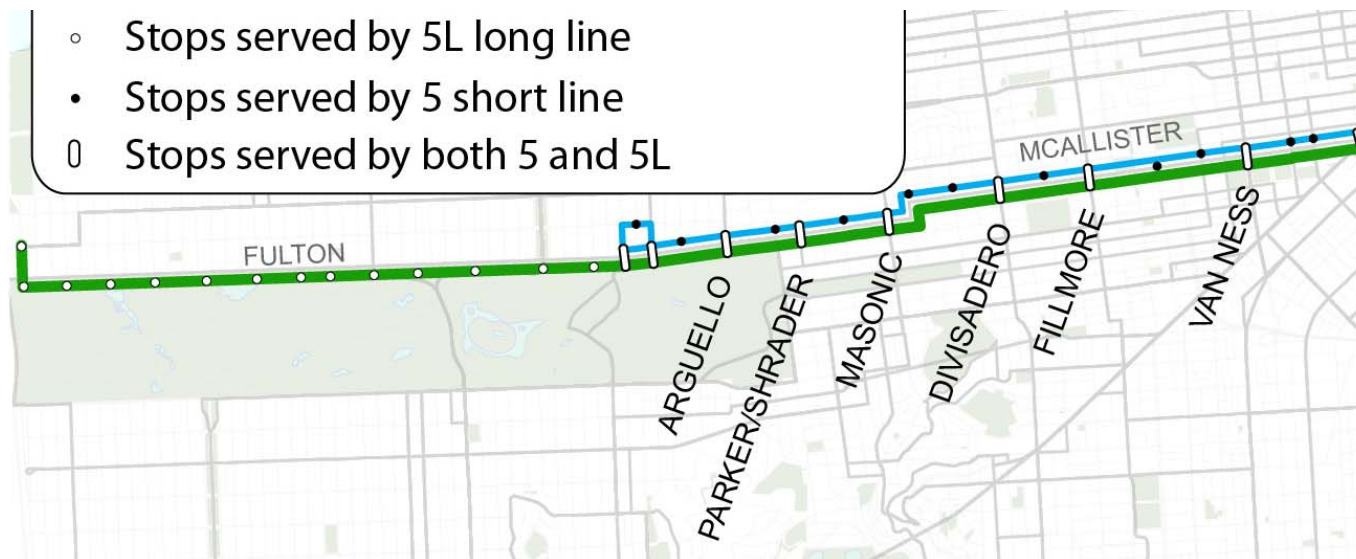 Stops served by 5L long line
Stops served by 5 short line
Stops served by both 5 and 5L
MCALLISTER
FULTON
ARGUELLO
PARKER/SHRADER
MASONIC
DIVISADERO
FILLMORE
VAN NESS